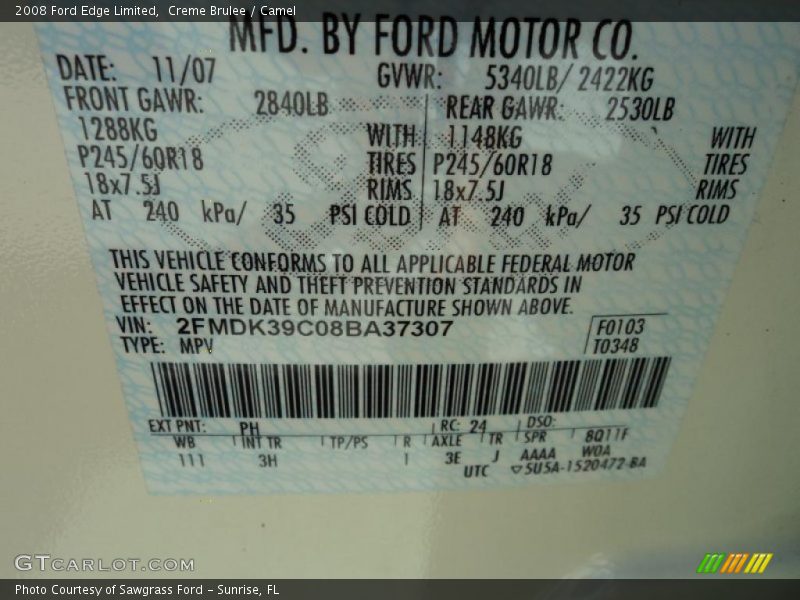 2008 Ford Edge Limited, Creme Brulee / Camel
MFD. BY FORD MOTOR CO.
DATE: 11/07 GVWR: 5340LB/ 2422KG
FRONT GAWR: 2840LB REAR GAWR: 2530LB
1288KG WITH 1148KG WITH
P245/60R18 TIRES P245/60R18 TIRES
18x7.5J RIMS 18x7.5J RIMS
AT 240 kPa/ 35 PSI COLD AT 240 kPa/ 35 PSI COLD
THIS VEHICLE CONFORMS TO ALL APPLICABLE FEDERAL MOTOR
VEHICLE SAFETY AND THEFT PREVENTION STANDARDS IN
EFFECT ON THE DATE OF MANUFACTURE SHOWN ABOVE.
VIN: 2FMDK39C08BA37307 F0103
TYPE: MPV T0348
EXT PNT: PH RC: 24 DSO:
WB INT TR TP/PS R AXLE TR SPR 8Q11F
111 3H I 3E J AAAA WOA
UTC ▽5U5A-1520472-BA
GTCARLOT.COM
Photo Courtesy of Sawgrass Ford - Sunrise, FL